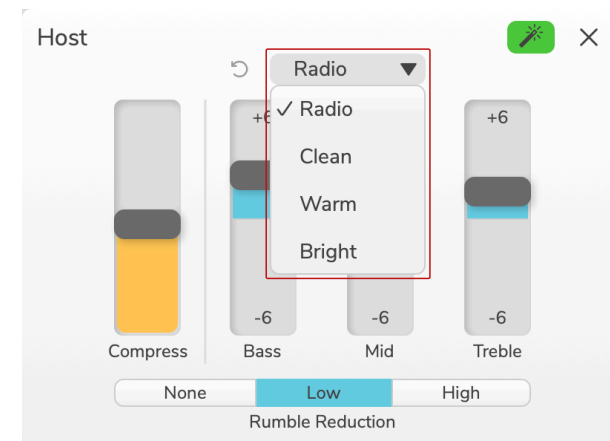 Host
Radio
Radio
Clean
Warm
Bright
+6
+6
-6
-6
-6
Compress
Bass
Mid
Treble
None
Low
High
Rumble Reduction